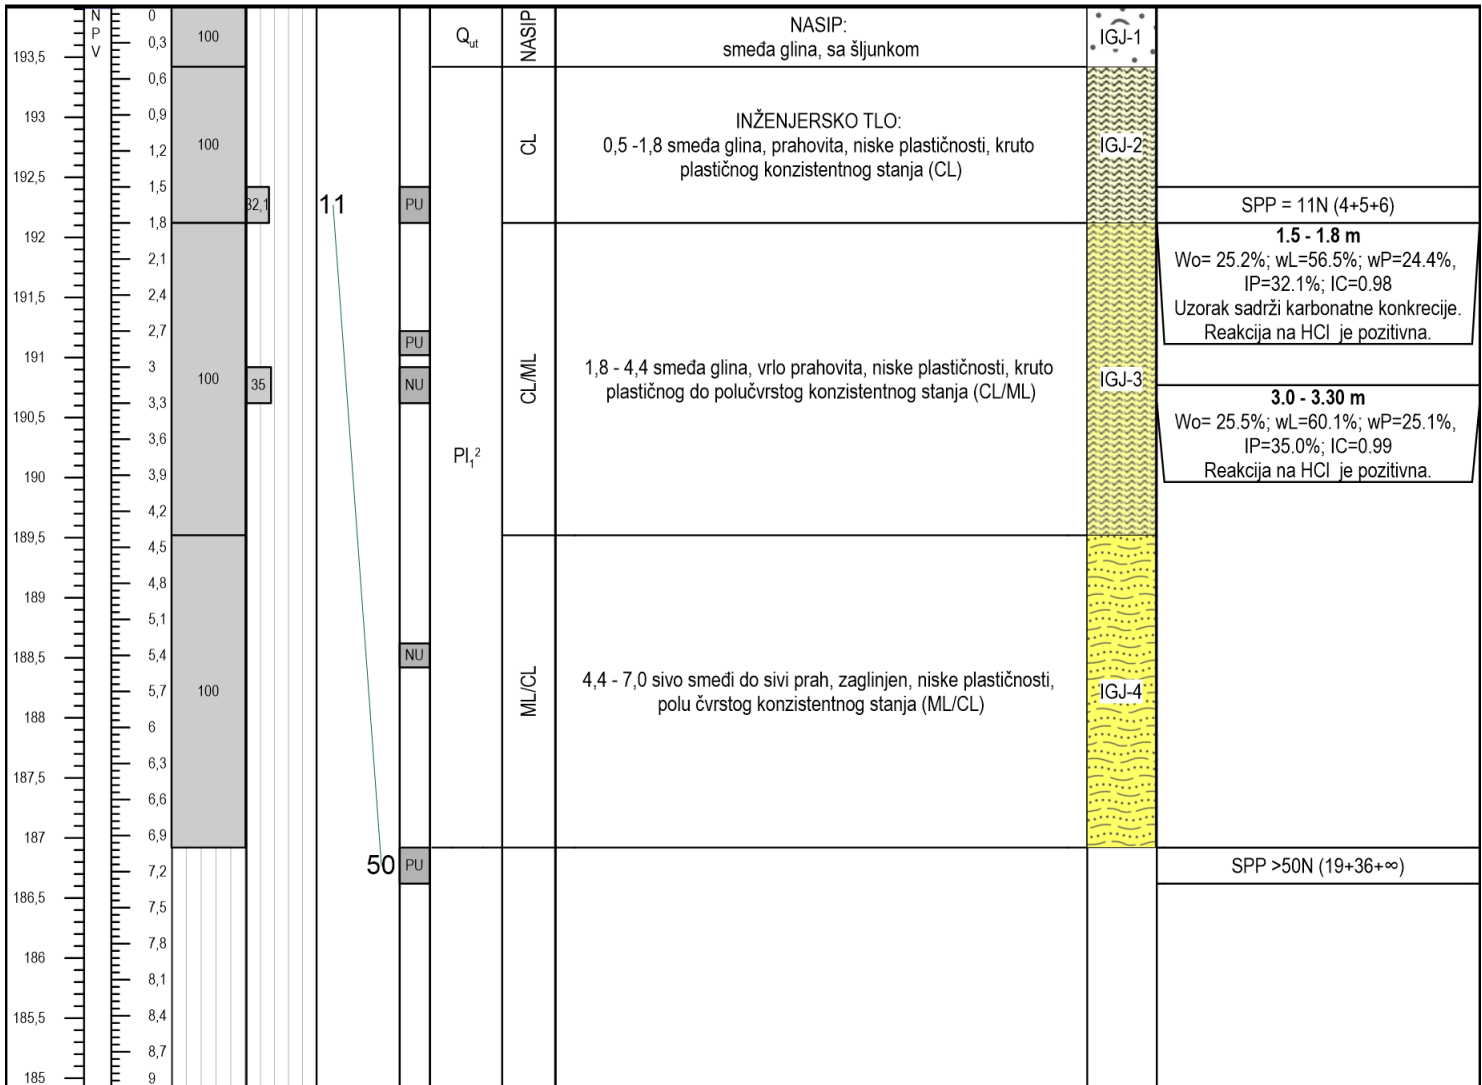 N
P
V
193,5
193
192,5
192
191,5
191
190,5
190
189,5
189
188,5
188
187,5
187
186,5
186
185,5
185
0
0,3
0,6
0,9
1,2
1,5
1,8
2,1
2,4
2,7
3
3,3
3,6
3,9
4,2
4,5
4,8
5,1
5,4
5,7
6
6,3
6,6
6,9
7,2
7,5
7,8
8,1
8,4
8,7
9
100
100
100
100
32,1
35
11
50
PU
PU
NU
NU
PU
Qut
Pl₁²
NASIP
CL
CL/ML
ML/CL
NASIP:
smeđa glina, sa šljunkom
INŽENJERSKO TLO:
0,5 -1,8 smeđa glina, prahovita, niske plastičnosti, kruto
plastičnog konzistentnog stanja (CL)
1,8 - 4,4 smeđa glina, vrlo prahovita, niske plastičnosti, kruto
plastičnog do polučvrstog konzistentnog stanja (CL/ML)
4,4 - 7,0 sivo smeđi do sivi prah, zaglinjen, niske plastičnosti,
polu čvrstog konzistentnog stanja (ML/CL)
IGJ-1
IGJ-2
IGJ-3
IGJ-4
SPP = 11N (4+5+6)
1.5 - 1.8 m
Wo= 25.2%; wL=56.5%; wP=24.4%,
IP=32.1%; IC=0.98
Uzorak sadrži karbonatne konkrecije.
Reakcija na HCl je pozitivna.
3.0 - 3.30 m
Wo= 25.5%; wL=60.1%; wP=25.1%,
IP=35.0%; IC=0.99
Reakcija na HCl je pozitivna.
SPP >50N (19+36+∞)